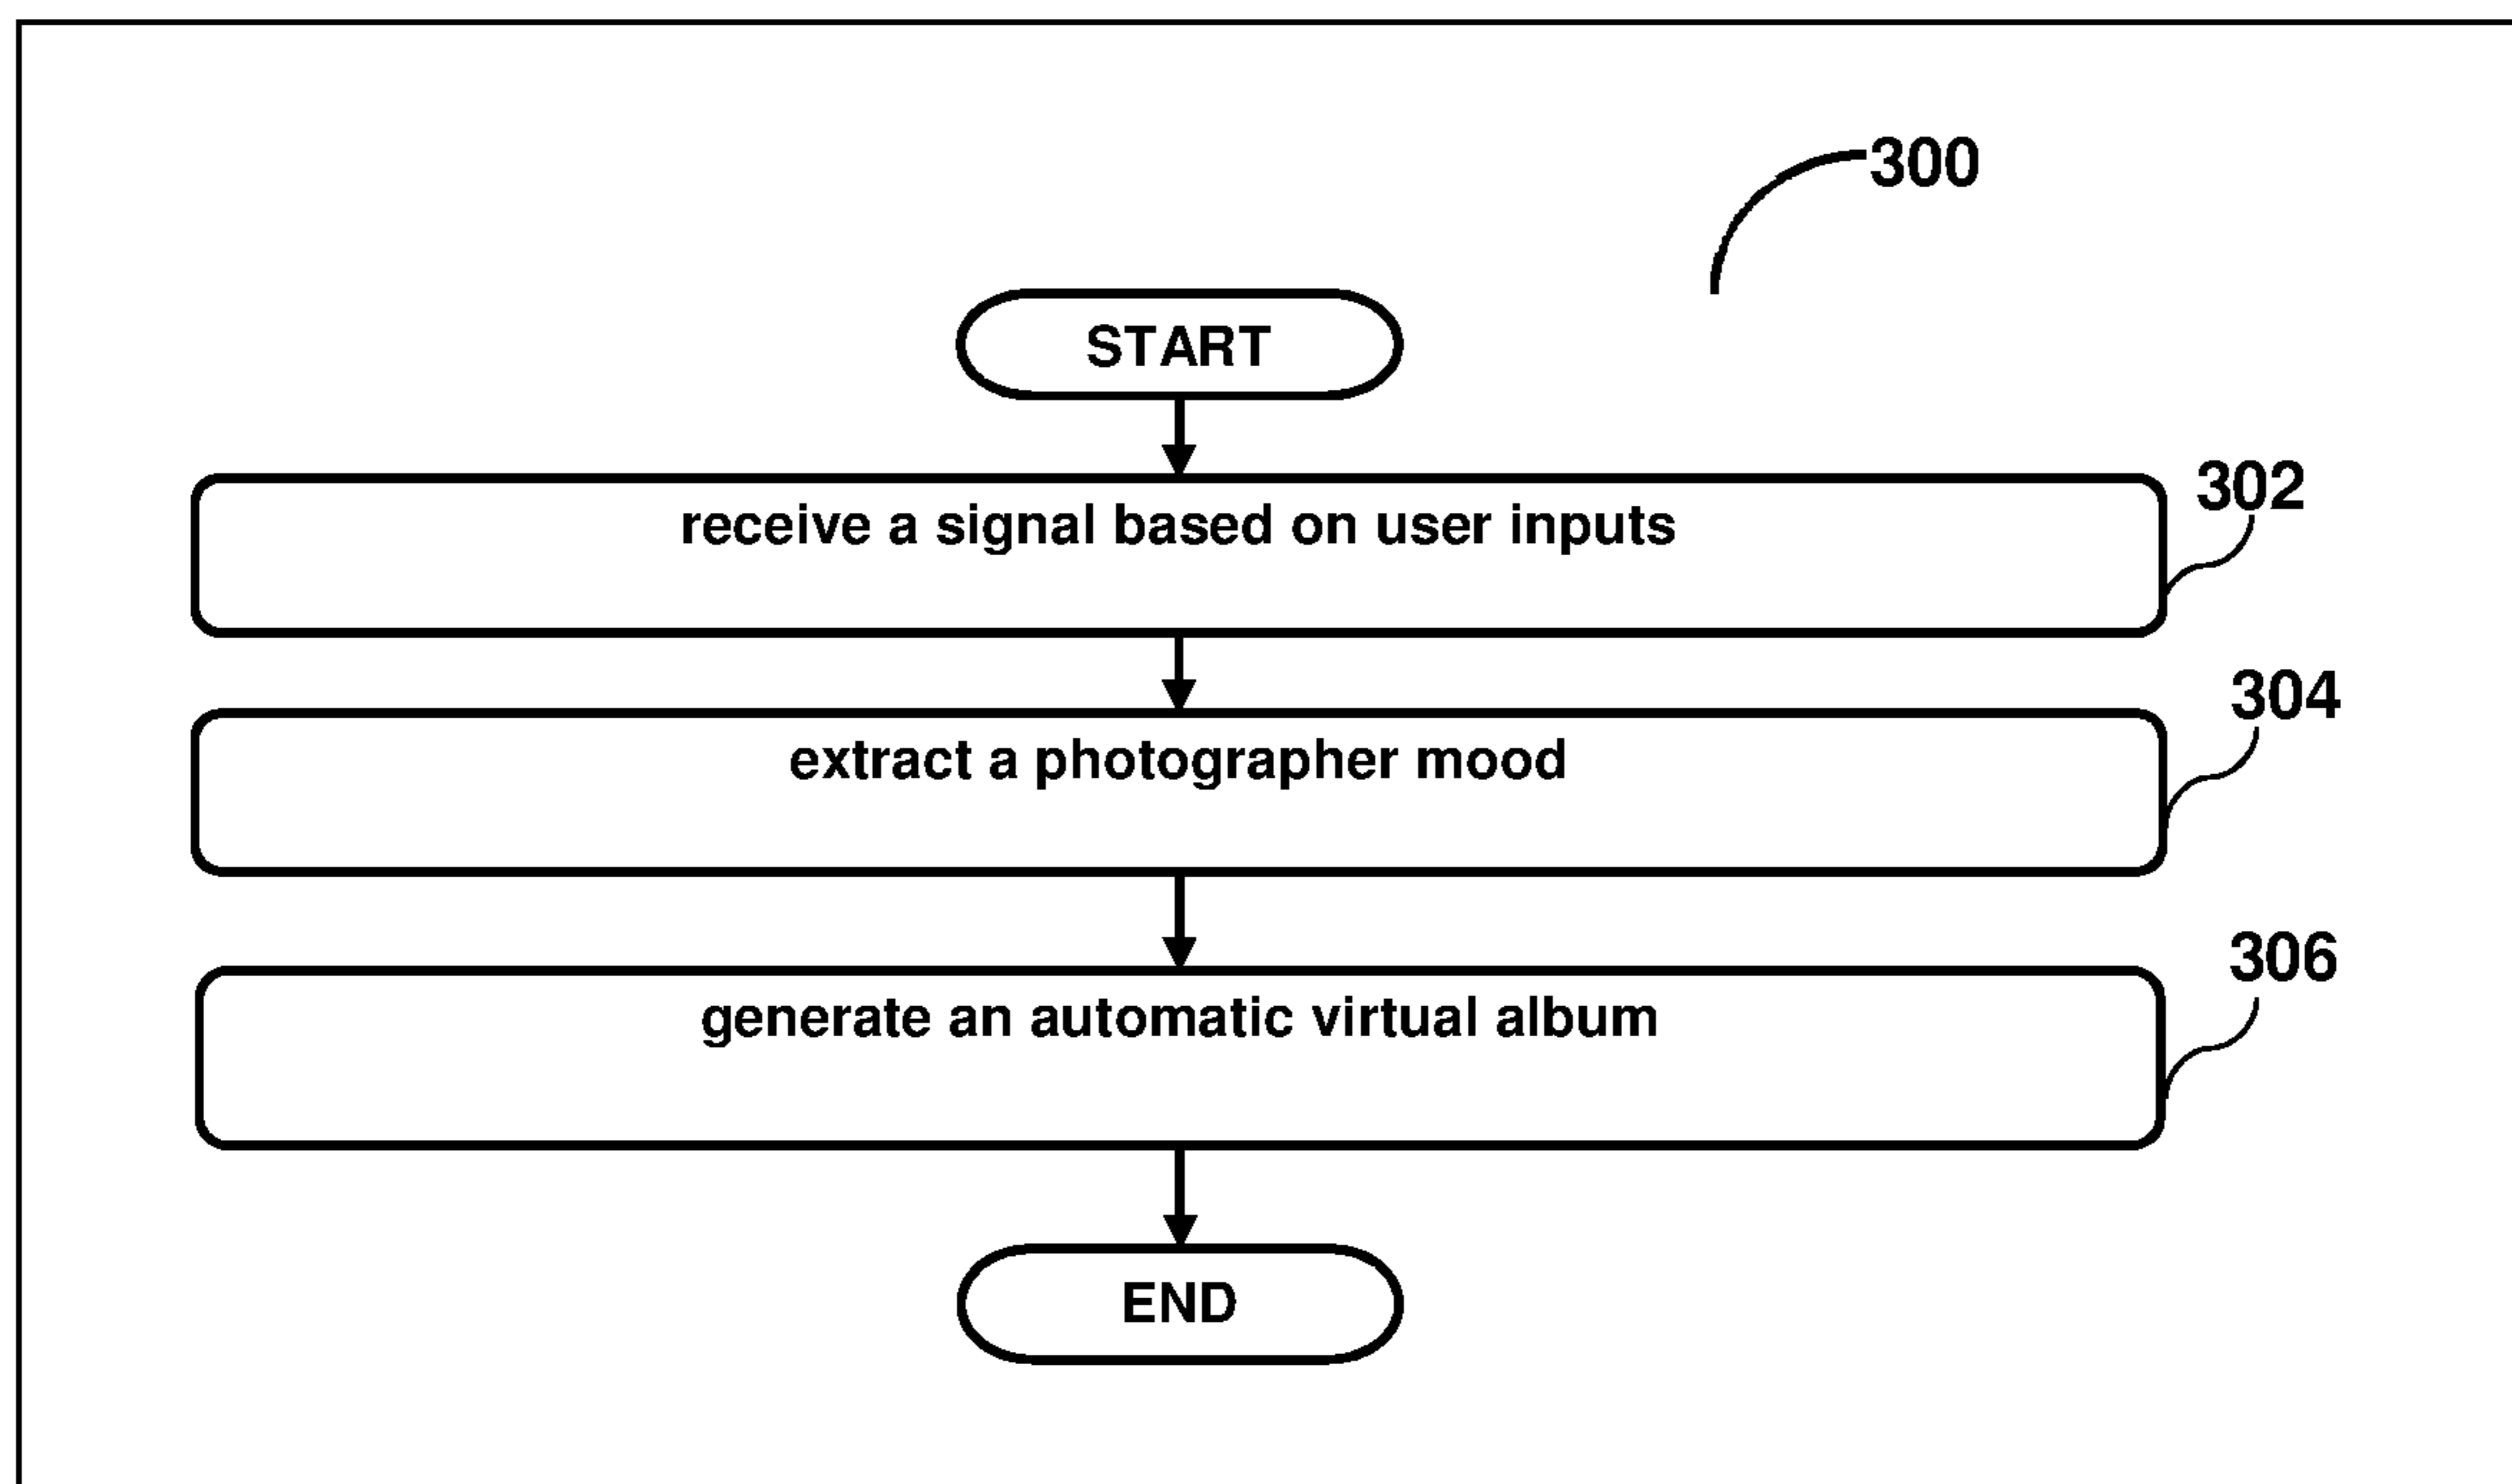 300
START
receive a signal based on user inputs
302
extract a photographer mood
304
generate an automatic virtual album
306
END